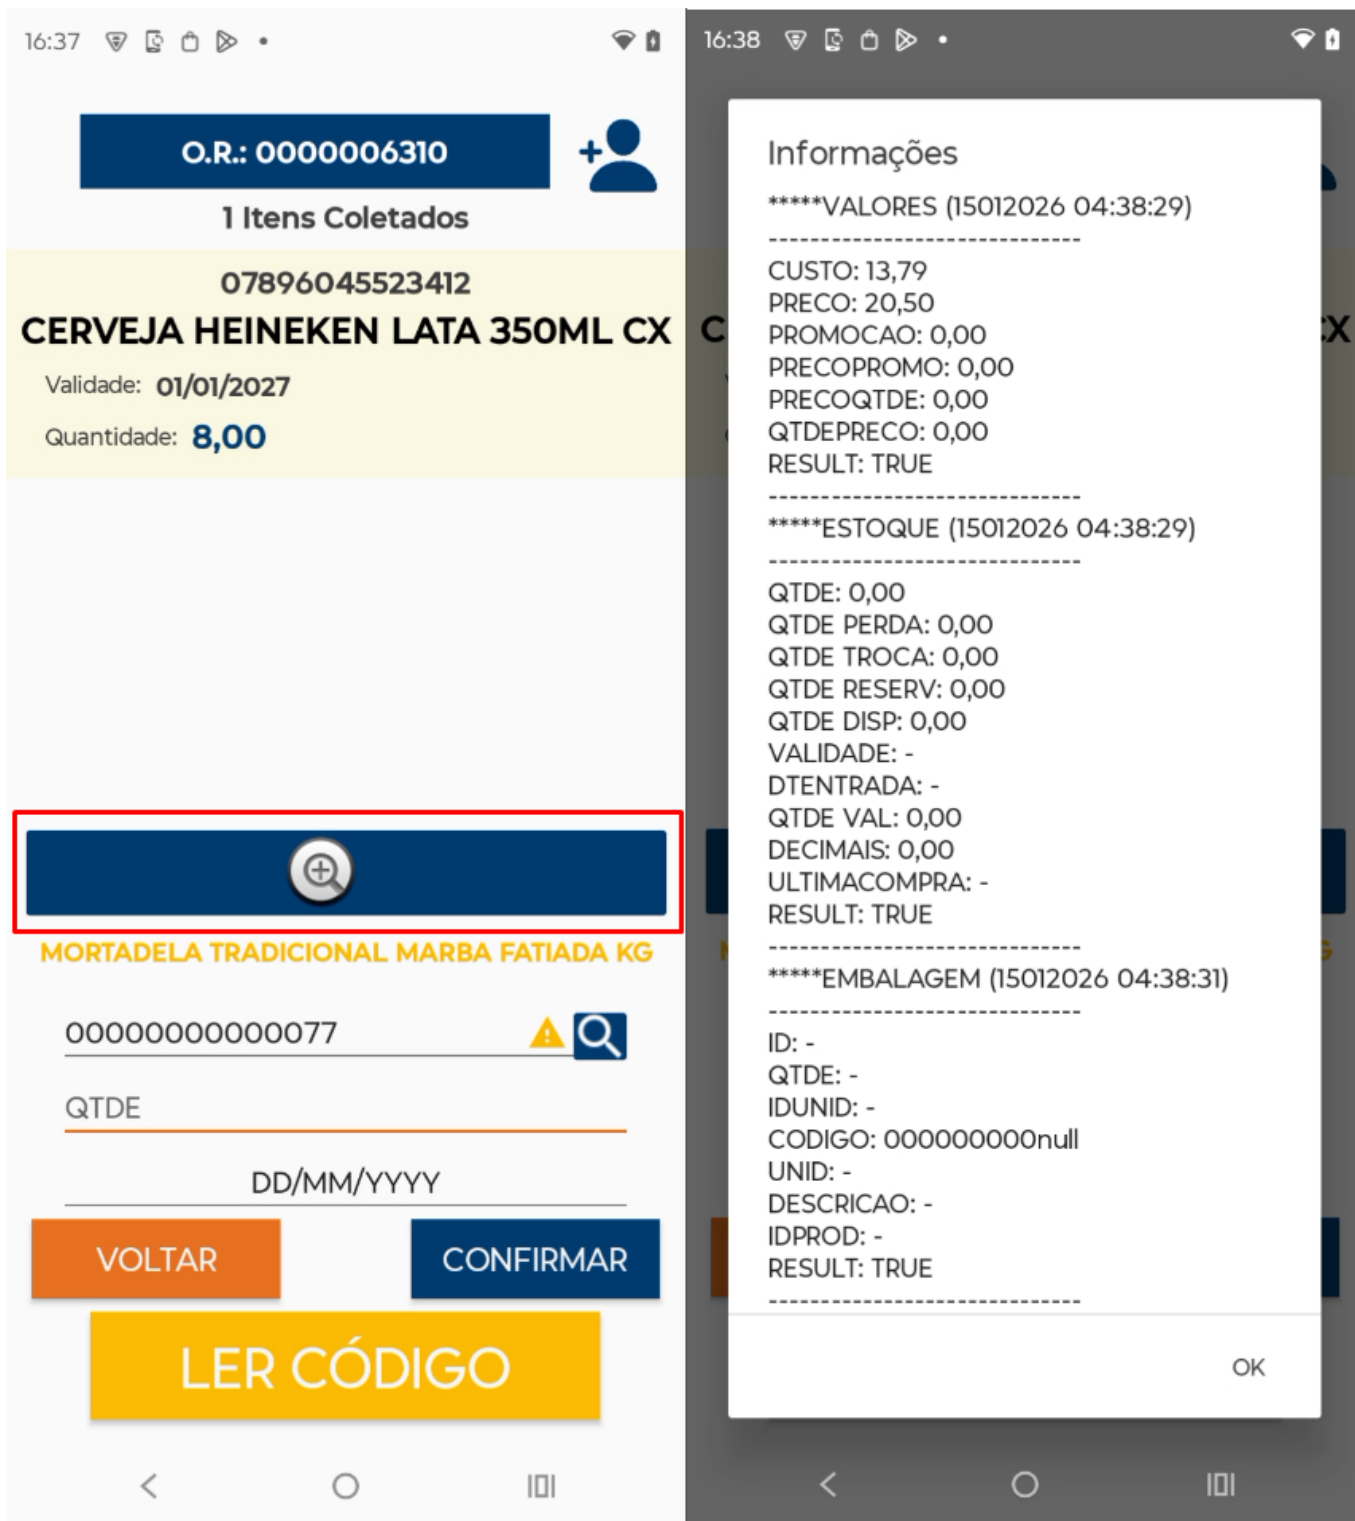 16:37
O.R.: 0000006310
1 Itens Coletados
07896045523412
CERVEJA HEINEKEN LATA 350ML CX
Validade: 01/01/2027
Quantidade: 8,00
MORTADELA TRADICIONAL MARBA FATIADA KG
00000000000077
QTDE
DD/MM/YYYY
VOLTAR
CONFIRMAR
LER CÓDIGO
16:38
Informações
*****VALORES (15012026 04:38:29)
------------------------------
CUSTO: 13,79
PRECO: 20,50
PROMOCAO: 0,00
PRECOPROMO: 0,00
PRECOQTDE: 0,00
QTDEPRECO: 0,00
RESULT: TRUE
------------------------------
*****ESTOQUE (15012026 04:38:29)
------------------------------
QTDE: 0,00
QTDE PERDA: 0,00
QTDE TROCA: 0,00
QTDE RESERV: 0,00
QTDE DISP: 0,00
VALIDADE: -
DTENTRADA: -
QTDE VAL: 0,00
DECIMAIS: 0,00
ULTIMACOMPRA: -
RESULT: TRUE
------------------------------
*****EMBALAGEM (15012026 04:38:31)
------------------------------
ID: -
QTDE: -
IDUNID: -
CODIGO: 000000000null
UNID: -
DESCRICAO: -
IDPROD: -
RESULT: TRUE
------------------------------
OK